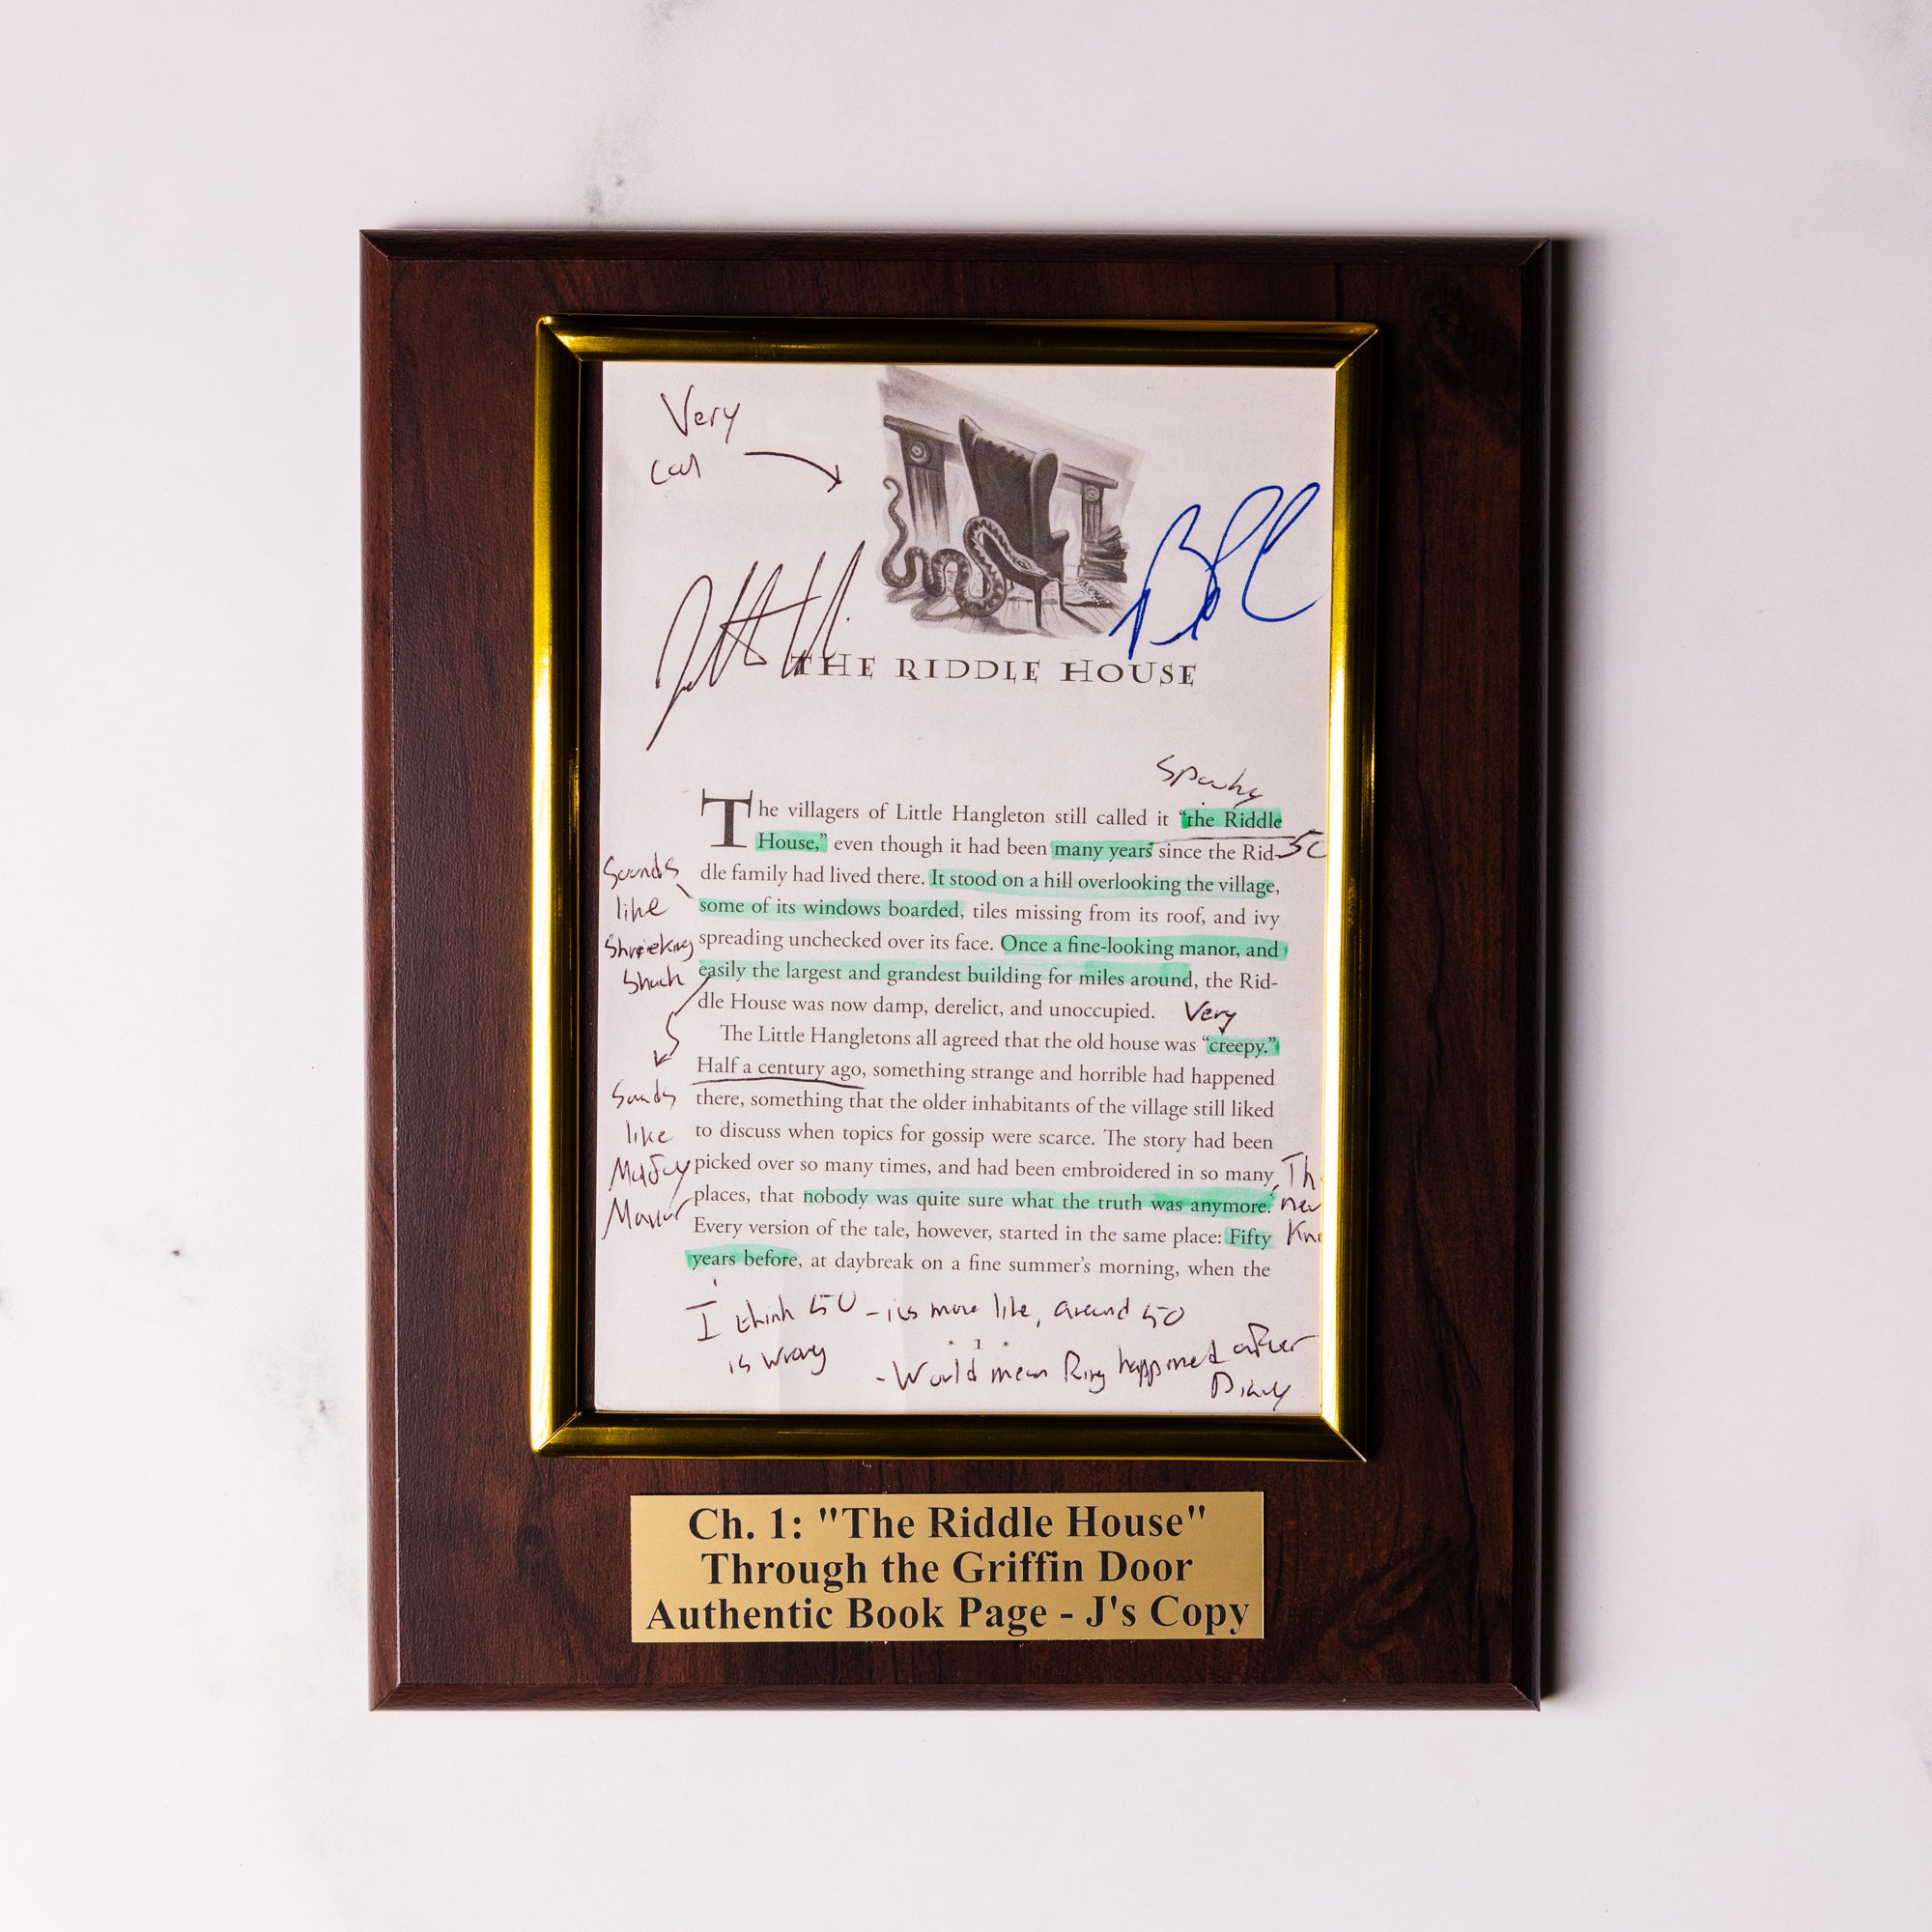 Very
THE RIDDLE HOUSE
Spooky
The villagers of Little Hangleton still called it "the Riddle
House," even though it had been many years since the Rid-
50
dle family had lived there. It stood on a hill overlooking the village,
some of its windows boarded, tiles missing from its roof, and ivy
spreading unchecked over its face. Once a fine-looking manor, and
easily the largest and grandest building for miles around, the Rid-
dle House was now damp, derelict, and unoccupied.
Sounds
like
Shrieking
Shack
Very
The Little Hangletons all agreed that the old house was "creepy."
Half a century ago, something strange and horrible had happened
there, something that the older inhabitants of the village still liked
to discuss when topics for gossip were scarce. The story had been
picked over so many times, and had been embroidered in so many
places, that nobody was quite sure what the truth was anymore.
Every version of the tale, however, started in the same place: Fifty
years before, at daybreak on a fine summer's morning, when the
Sounds
like
Malfoy
Manor
I think 50
is wrong
- its more like, around 50
* 1 *
- Would mean Ring happened after
Diary
Ch. 1: "The Riddle House"
Through the Griffin Door
Authentic Book Page - J's Copy